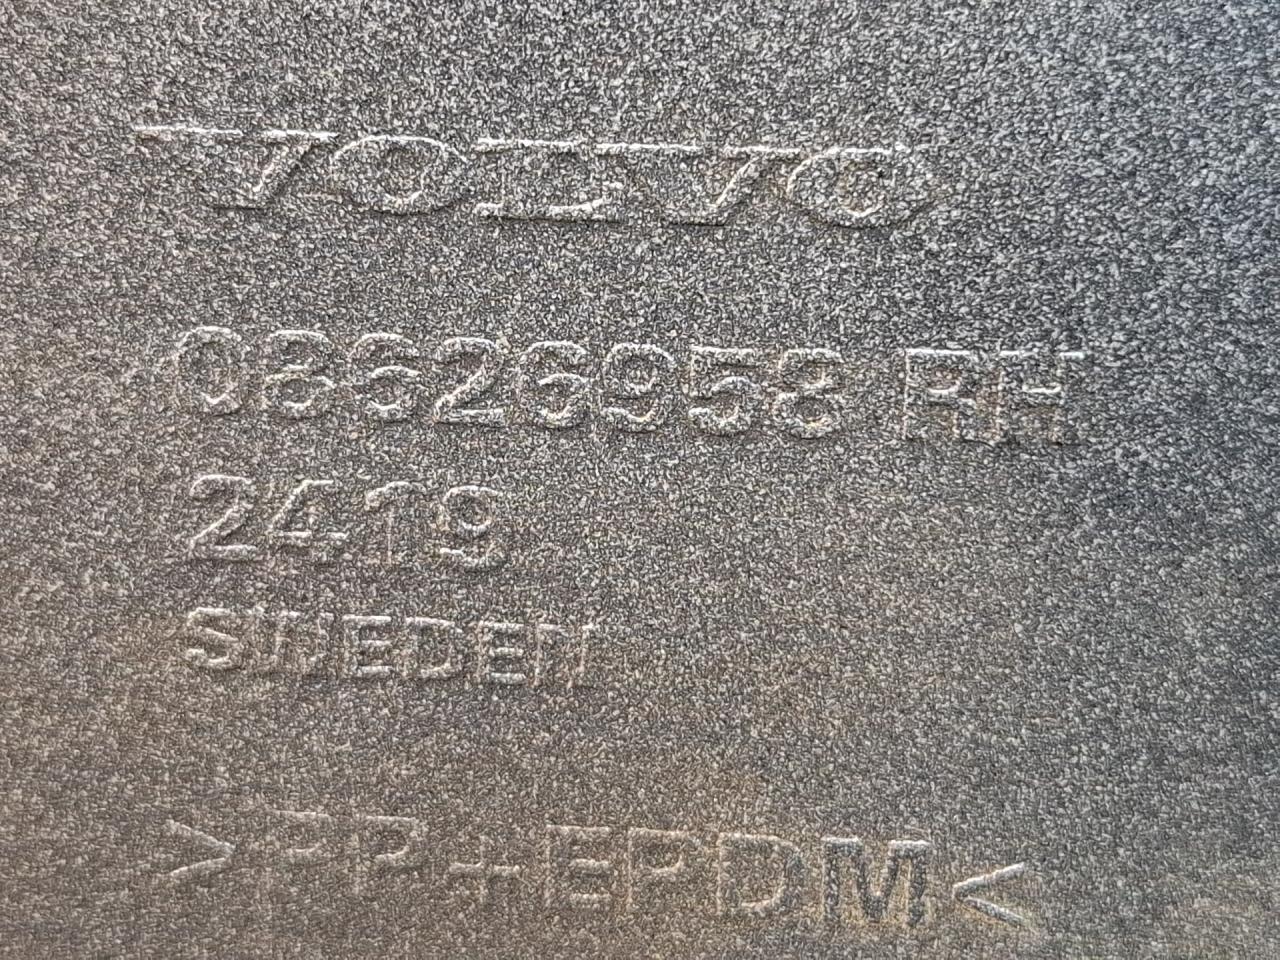 VOLVO
08626958 RH
2419
SWEDEN
>PP+EPDM<